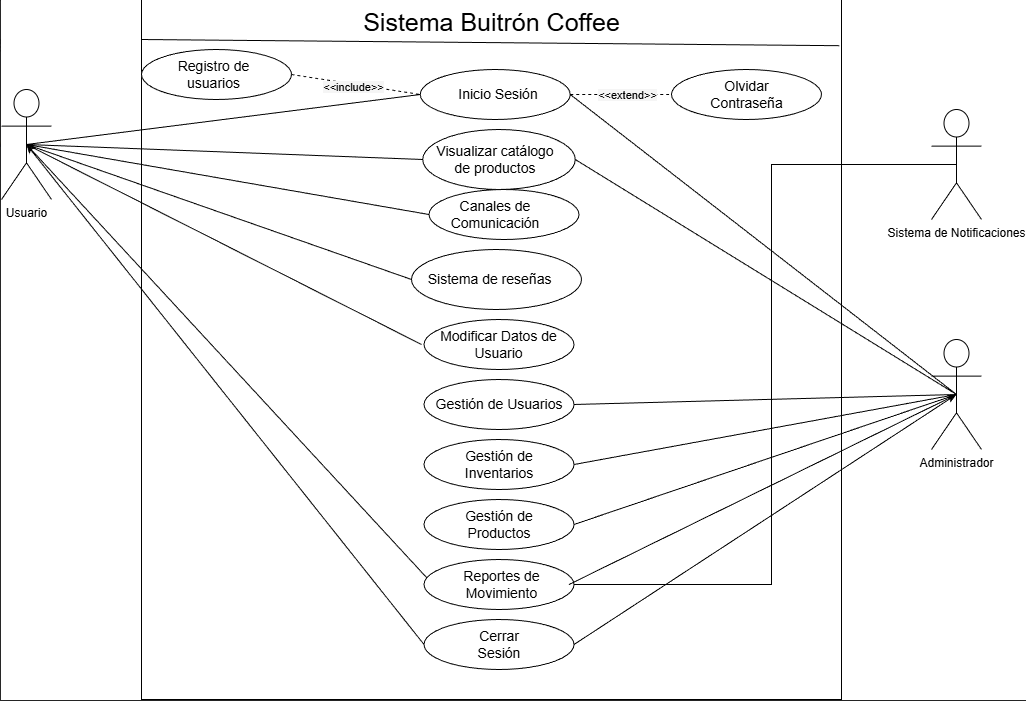 Sistema Buitrón Coffee
Registro de
usuarios
<<include>>
Inicio Sesión
<<extend>>
Olvidar
Contraseña
Visualizar catálogo
de productos
Canales de
Comunicación
Usuario
Sistema de Notificaciones
Sistema de reseñas
Modificar Datos de
Usuario
Gestión de Usuarios
Gestión de
Inventarios
Administrador
Gestión de
Productos
Reportes de
Movimiento
Cerrar
Sesión